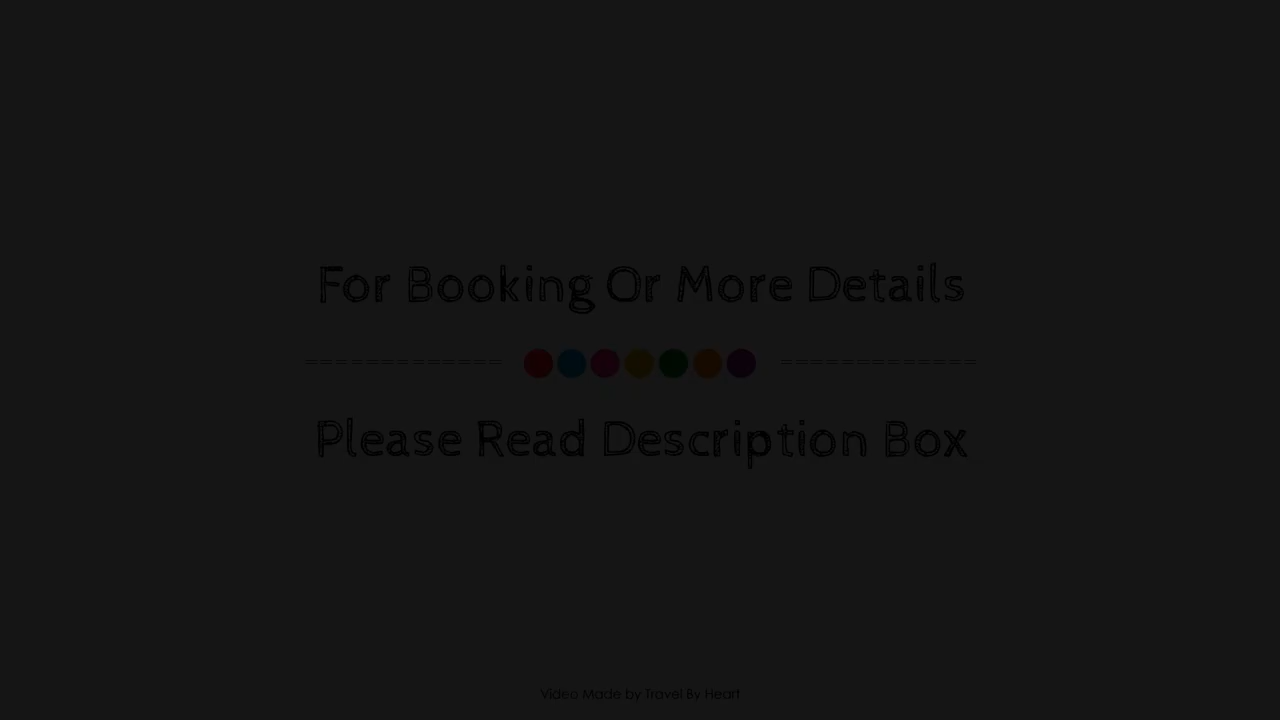 For Booking Or More Details
============= =============
Please Read Description Box
Video Made by Travel By Heart